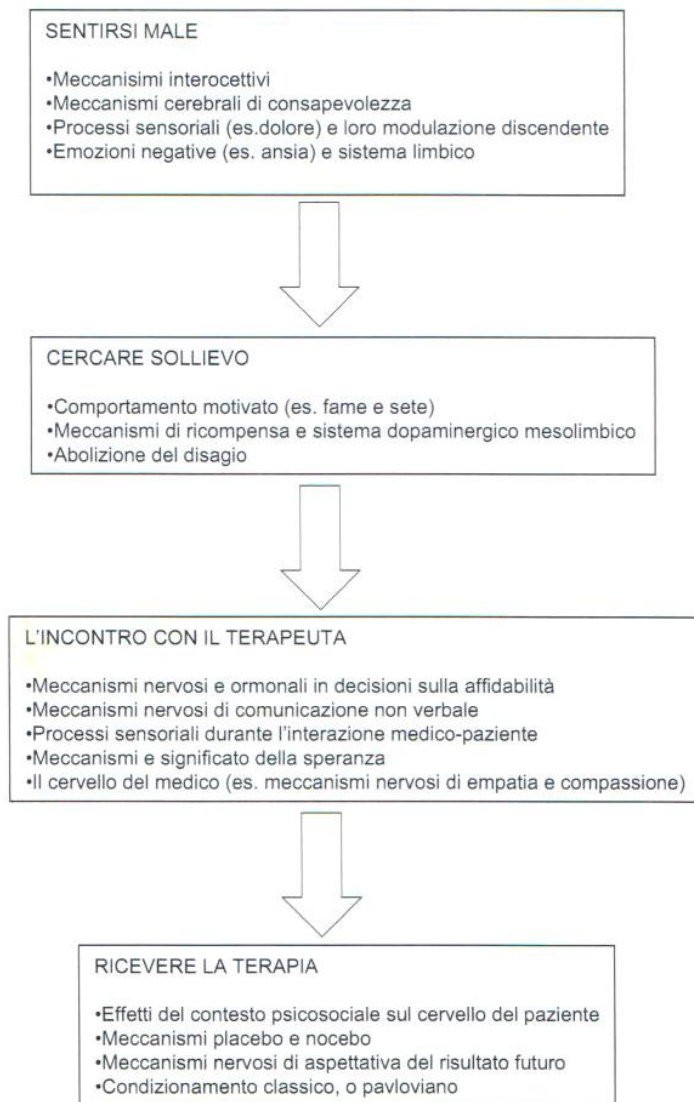 SENTIRSI MALE
•Meccanisimi interocettivi
•Meccanismi cerebrali di consapevolezza
•Processi sensoriali (es.dolore) e loro modulazione discendente
•Emozioni negative (es. ansia) e sistema limbico
CERCARE SOLLIEVO
•Comportamento motivato (es. fame e sete)
•Meccanismi di ricompensa e sistema dopaminergico mesolimbico
•Abolizione del disagio
L'INCONTRO CON IL TERAPEUTA
•Meccanismi nervosi e ormonali in decisioni sulla affidabilità
•Meccanismi nervosi di comunicazione non verbale
•Processi sensoriali durante l'interazione medico-paziente
•Meccanismi e significato della speranza
•Il cervello del medico (es. meccanismi nervosi di empatia e compassione)
RICEVERE LA TERAPIA
•Effetti del contesto psicosociale sul cervello del paziente
•Meccanismi placebo e nocebo
•Meccanismi nervosi di aspettativa del risultato futuro
•Condizionamento classico, o pavloviano